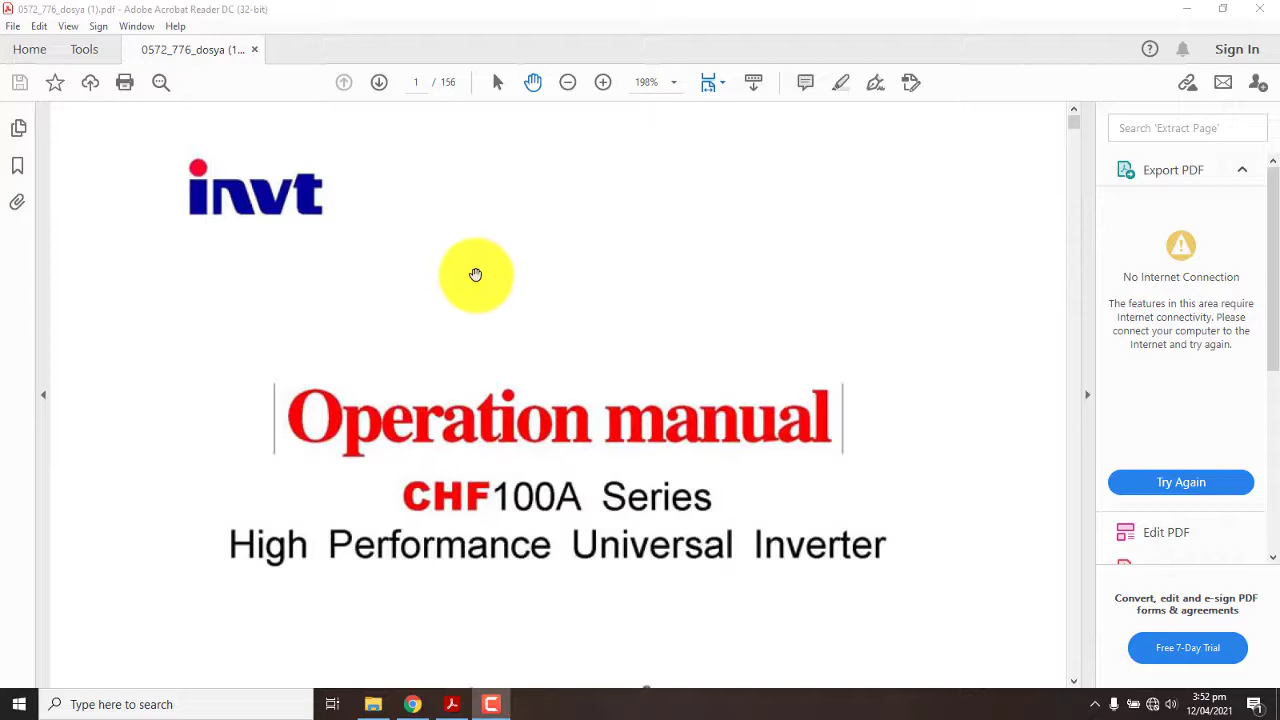 0572_776_dosya (1).pdf - Adobe Acrobat Reader DC (32-bit)
File Edit View Sign Window Help
Home Tools 0572_776_dosya (1... × Sign In
1 / 156 198%
Search 'Extract Page'
Export PDF
invt
No Internet Connection
The features in this area require
Internet connectivity. Please
connect your computer to the
Internet and try again.
Operation manual
CHF100A Series
High Performance Universal Inverter
Try Again
Edit PDF
Convert, edit and e-sign PDF
forms & agreements
Free 7-Day Trial
Type here to search
3:52 pm
12/04/2021
1